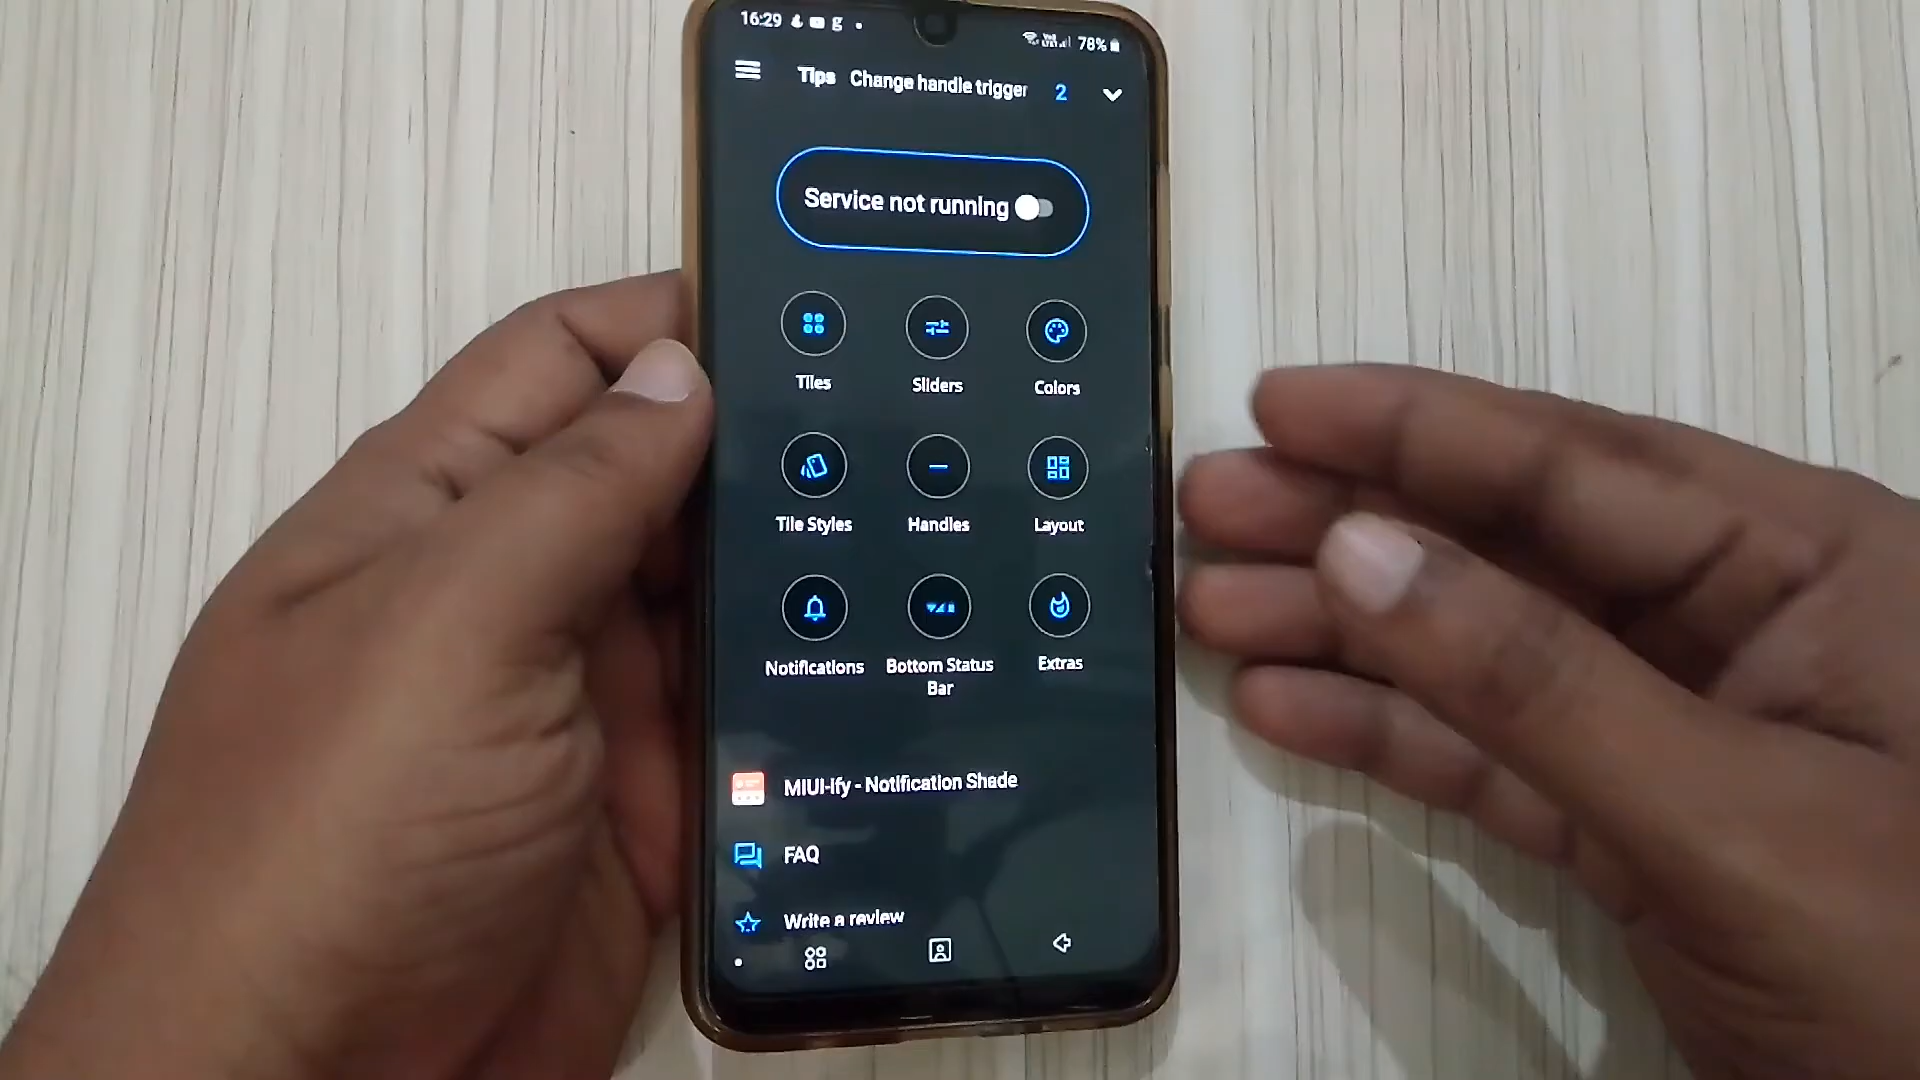 16:29 g 78%
Tips Change handle trigger 2
Service not running
Tiles Sliders Colors
Tile Styles Handles Layout
Notifications Bottom Status Extras
Bar
MIUI-ify - Notification Shade
FAQ
Write a review